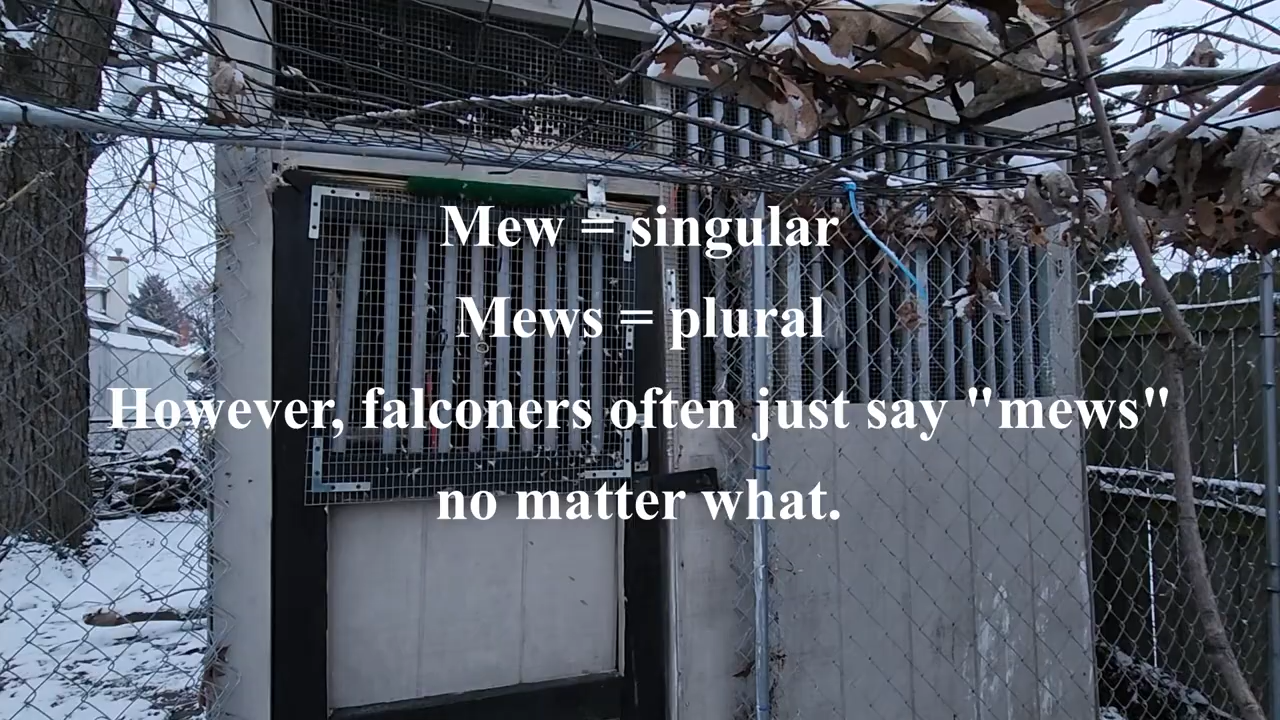 Mew = singular
Mews = plural
However, falconers often just say "mews"
no matter what.